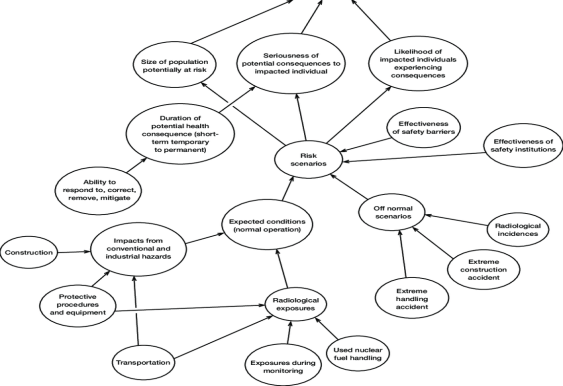 Size of population
potentially at risk
Seriousness of
potential consequences to
impacted individual
Likelihood of
impacted individuals
experiencing
consequences
Duration of
potential health
consequence (short-
term temporary
to permanent)
Effectiveness
of safety barriers
Effectiveness of
safety institutions
Risk
scenarios
Ability to
respond to, correct,
remove, mitigate
Expected conditions
(normal operation)
Off normal
scenarios
Radiological
incidences
Construction
Impacts from
conventional and
industrial hazards
Extreme
construction
accident
Extreme
handling
accident
Protective
procedures
and equipment
Radiological
exposures
Transportation
Exposures during
monitoring
Used nuclear
fuel handling